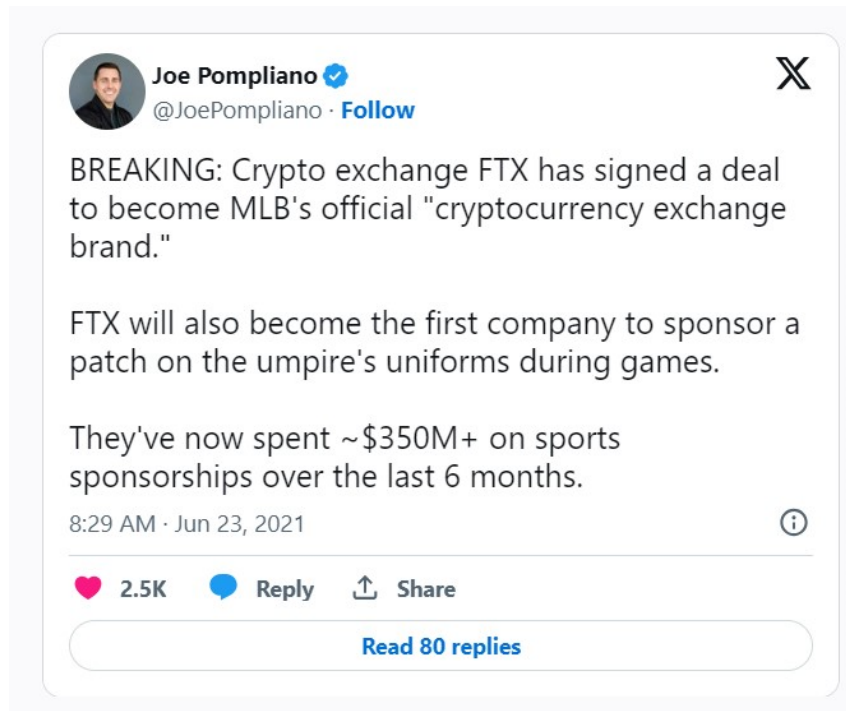 Joe Pompliano
@JoePompliano · Follow
BREAKING: Crypto exchange FTX has signed a deal
to become MLB's official "cryptocurrency exchange
brand."
FTX will also become the first company to sponsor a
patch on the umpire's uniforms during games.
They've now spent ~$350M+ on sports
sponsorships over the last 6 months.
8:29 AM · Jun 23, 2021
2.5K Reply Share
Read 80 replies